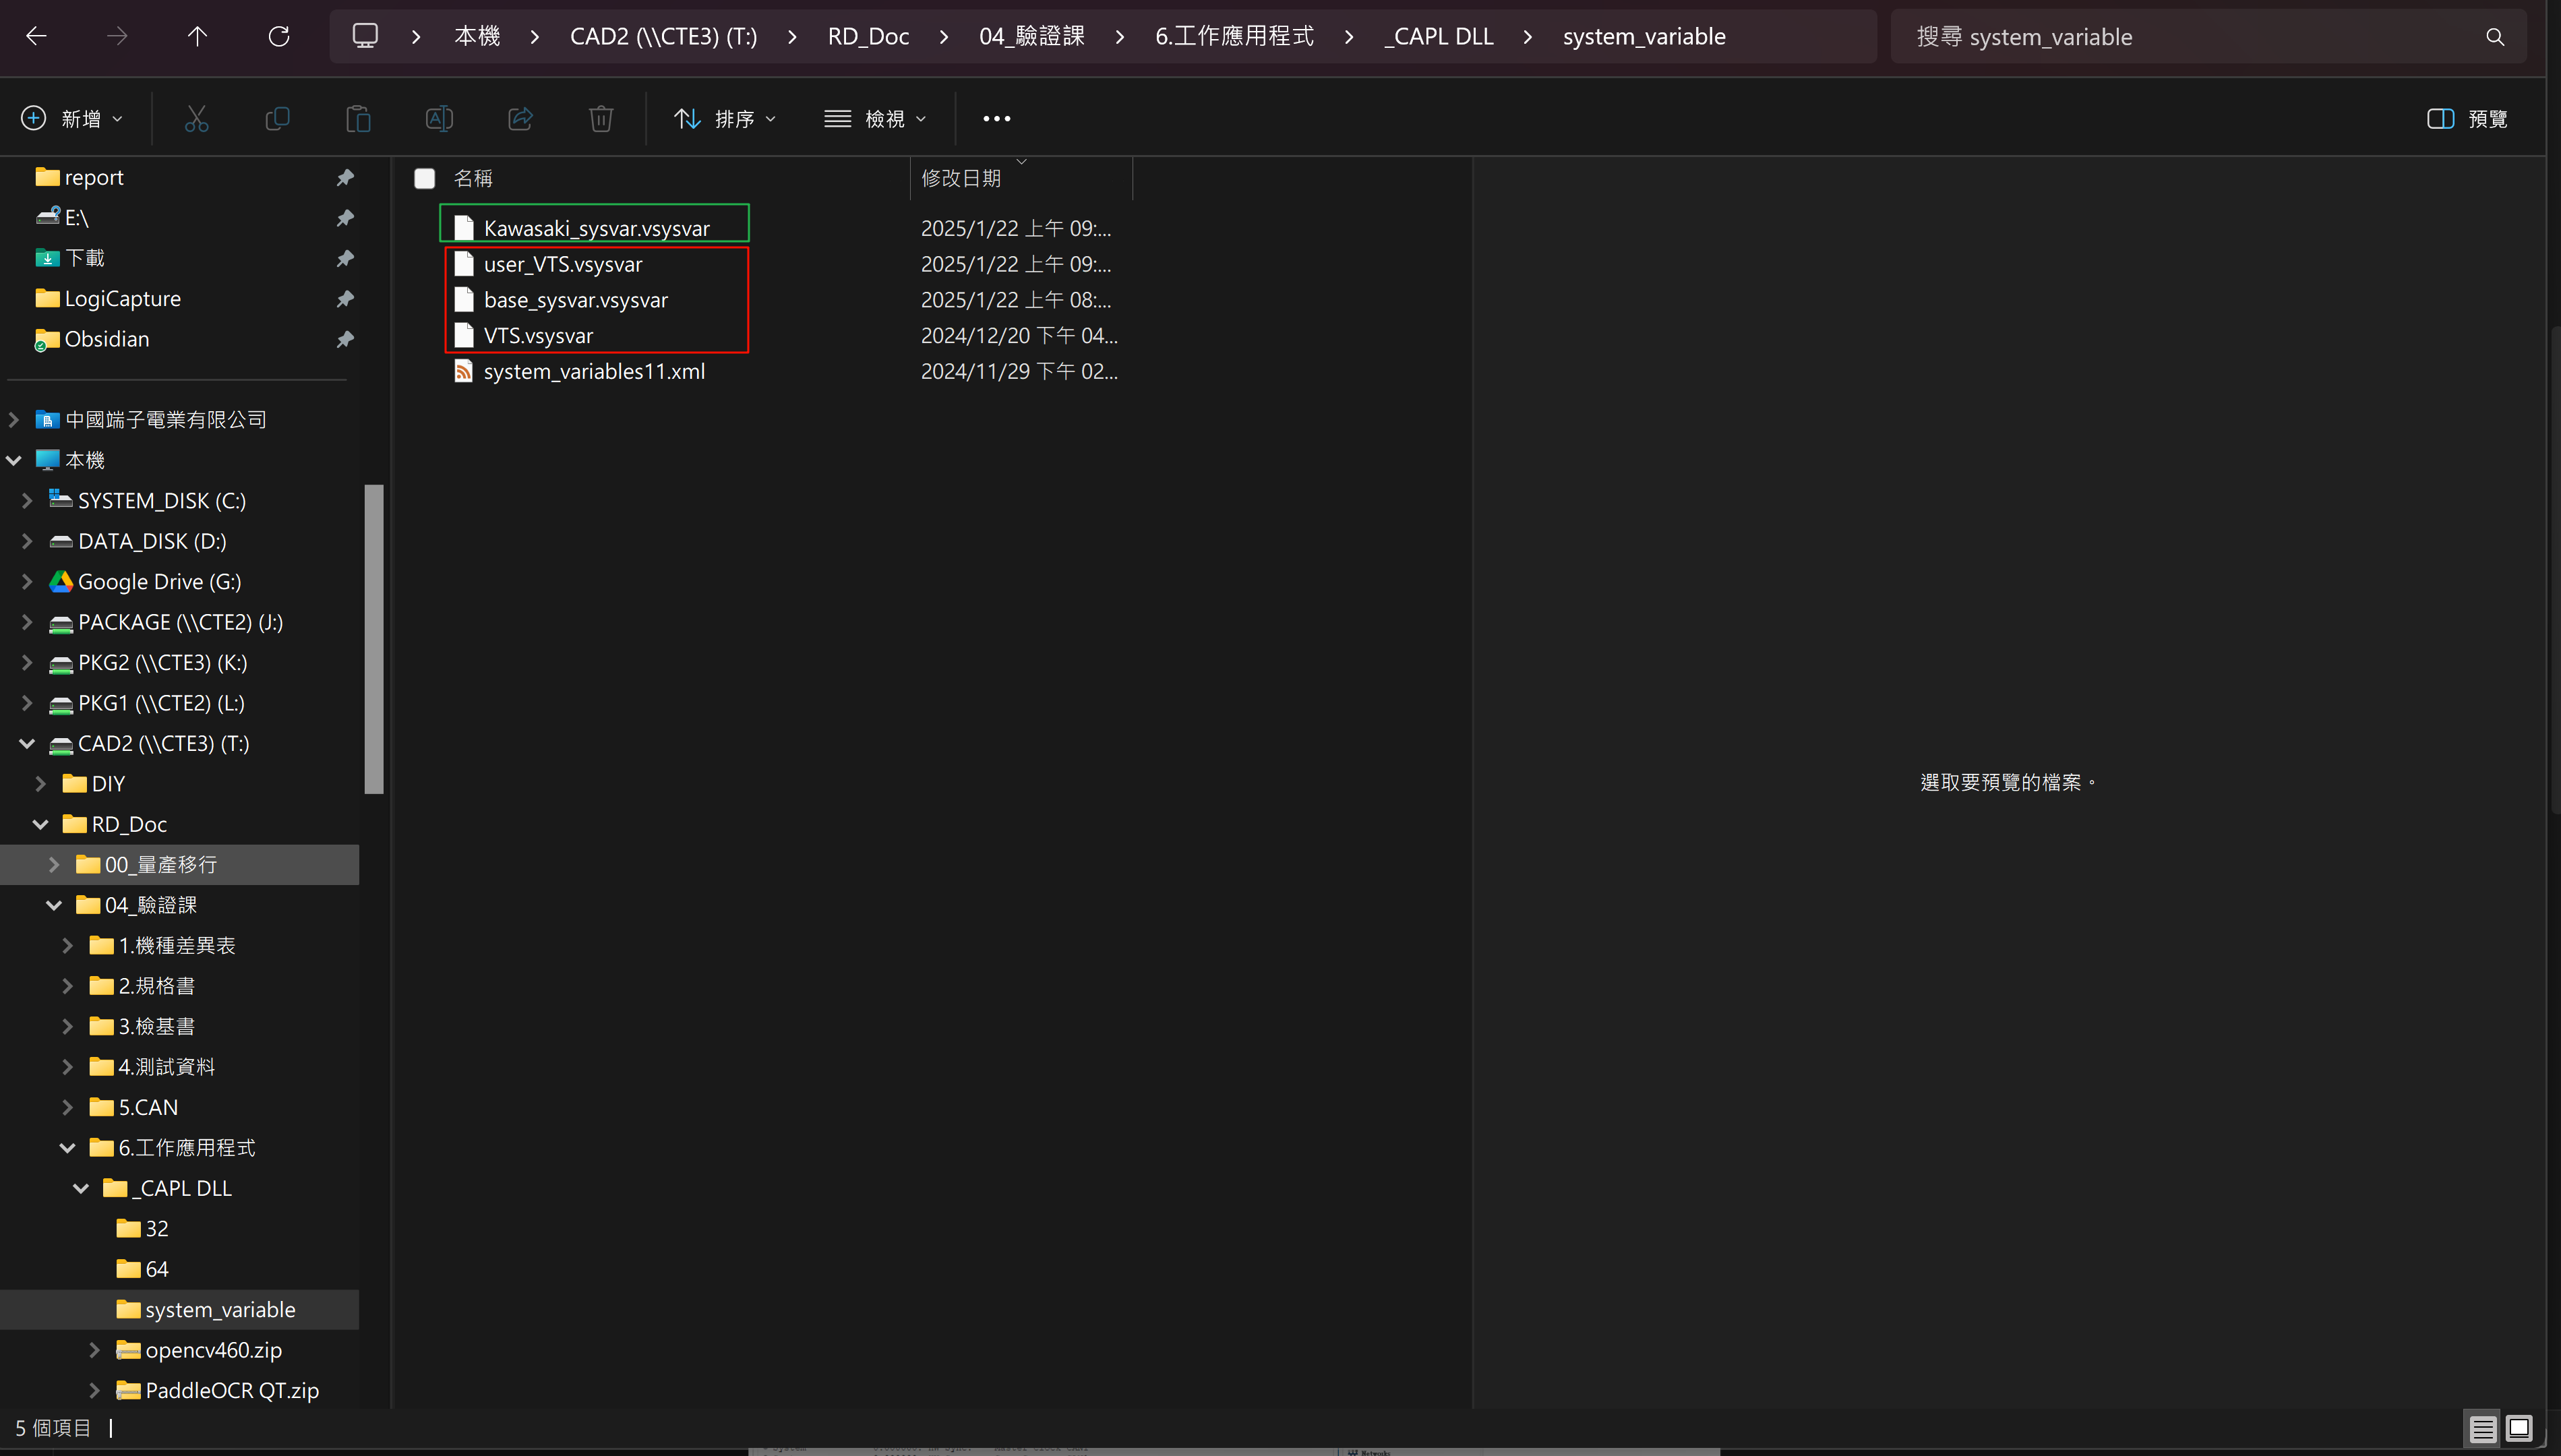 本機 CAD2 (\\CTE3) (T:) RD_Doc 04_驗證課 6.工作應用程式 _CAPL DLL system_variable
搜尋 system_variable
新增 排序 檢視 預覽
report
E:\
下載
LogiCapture
Obsidian
中國端子電業有限公司
本機
SYSTEM_DISK (C:)
DATA_DISK (D:)
Google Drive (G:)
PACKAGE (\\CTE2) (J:)
PKG2 (\\CTE3) (K:)
PKG1 (\\CTE2) (L:)
CAD2 (\\CTE3) (T:)
DIY
RD_Doc
00_量產移行
04_驗證課
1.機種差異表
2.規格書
3.檢基書
4.測試資料
5.CAN
6.工作應用程式
_CAPL DLL
32
64
system_variable
opencv460.zip
PaddleOCR QT.zip
名稱 修改日期
Kawasaki_sysvar.vsysvar 2025/1/22 上午 09:...
user_VTS.vsysvar 2025/1/22 上午 09:...
base_sysvar.vsysvar 2025/1/22 上午 08:...
VTS.vsysvar 2024/12/20 下午 04...
system_variables11.xml 2024/11/29 下午 02...
選取要預覽的檔案。
5 個項目
Networks